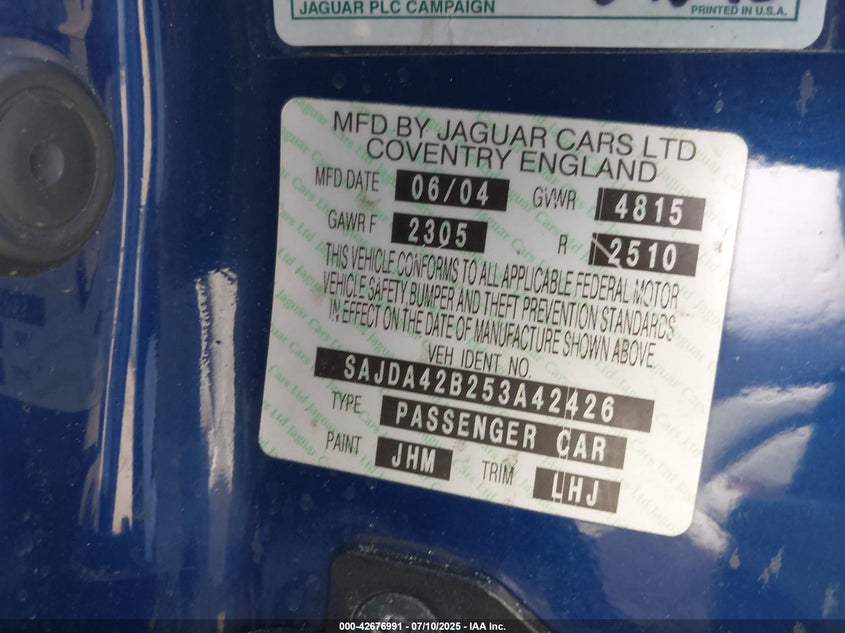 JAGUAR PLC CAMPAIGN PRINTED IN U.S.A.
MFD BY JAGUAR CARS LTD
COVENTRY ENGLAND
MFD DATE 06/04 GVWR 4815
GAWR F 2305 R 2510
THIS VEHICLE CONFORMS TO ALL APPLICABLE FEDERAL MOTOR
VEHICLE SAFETY, BUMPER AND THEFT PREVENTION STANDARDS
IN EFFECT ON THE DATE OF MANUFACTURE SHOWN ABOVE.
VEH IDENT NO.
SAJDA42B253A42426
TYPE PASSENGER CAR
PAINT JHM TRIM LHJ
000-42676991 - 07/10/2025 - IAA Inc.